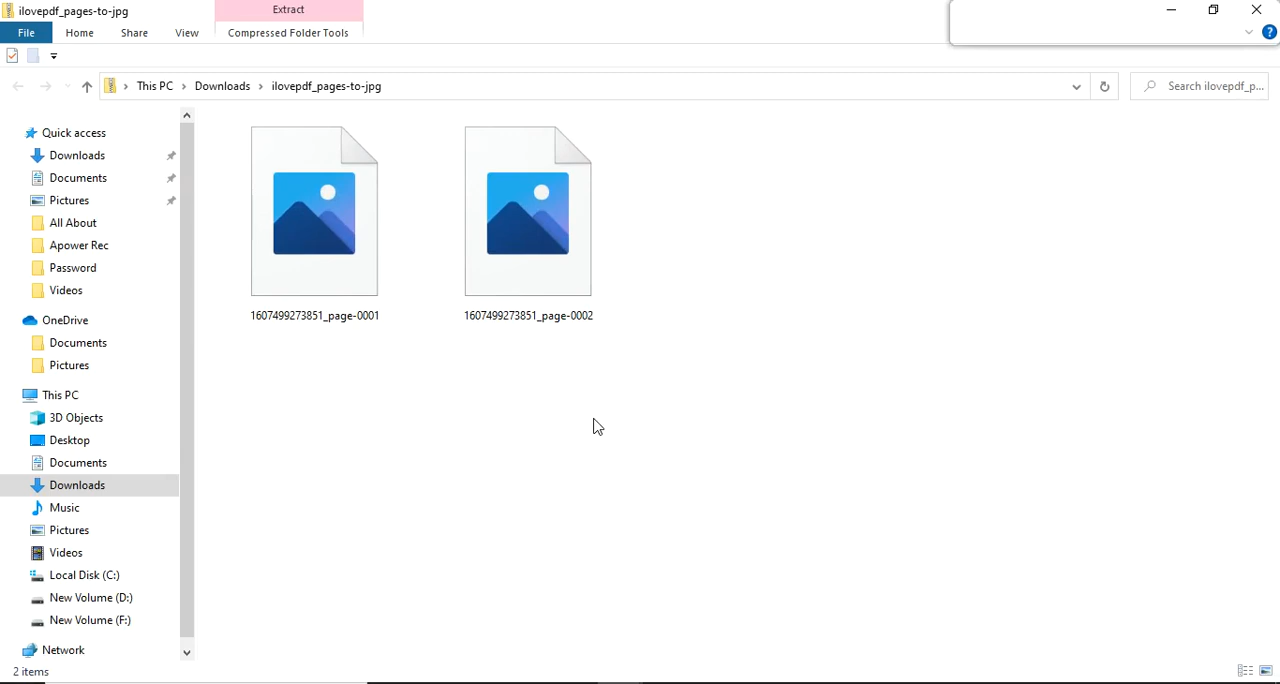 ilovepdf_pages-to-jpg
Extract
File Home Share View Compressed Folder Tools
?
This PC > Downloads > ilovepdf_pages-to-jpg
Search ilovepdf_p...
Quick access
Downloads
Documents
Pictures
All About
Apower Rec
Password
Videos
OneDrive
Documents
Pictures
This PC
3D Objects
Desktop
Documents
Downloads
Music
Pictures
Videos
Local Disk (C:)
New Volume (D:)
New Volume (F:)
Network
1607499273851_page-0001
1607499273851_page-0002
2 items